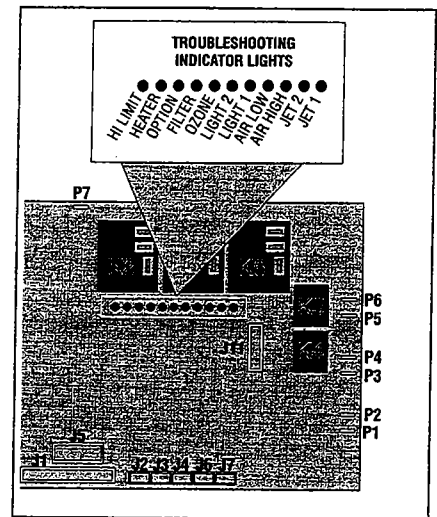 TROUBLESHOOTING
INDICATOR LIGHTS
HI LIMIT
HEATER
OPTION
FILTER
OZONE
LIGHT 2
LIGHT 1
AIR LOW
AIR HIGH
JET 2
JET 1
P7
P6
P5
P4
P3
P2
P1
J5
J1
J2 J3 J4 J6 J7